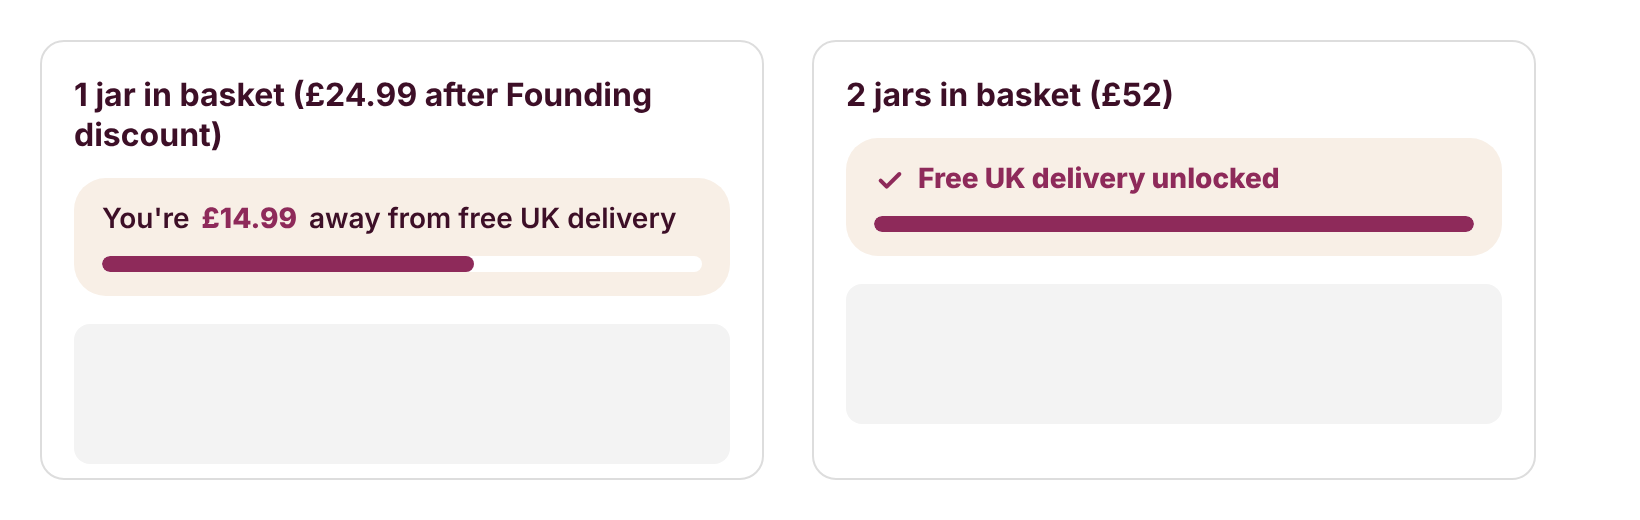 1 jar in basket (£24.99 after Founding
discount)
You're £14.99 away from free UK delivery
2 jars in basket (£52)
Free UK delivery unlocked